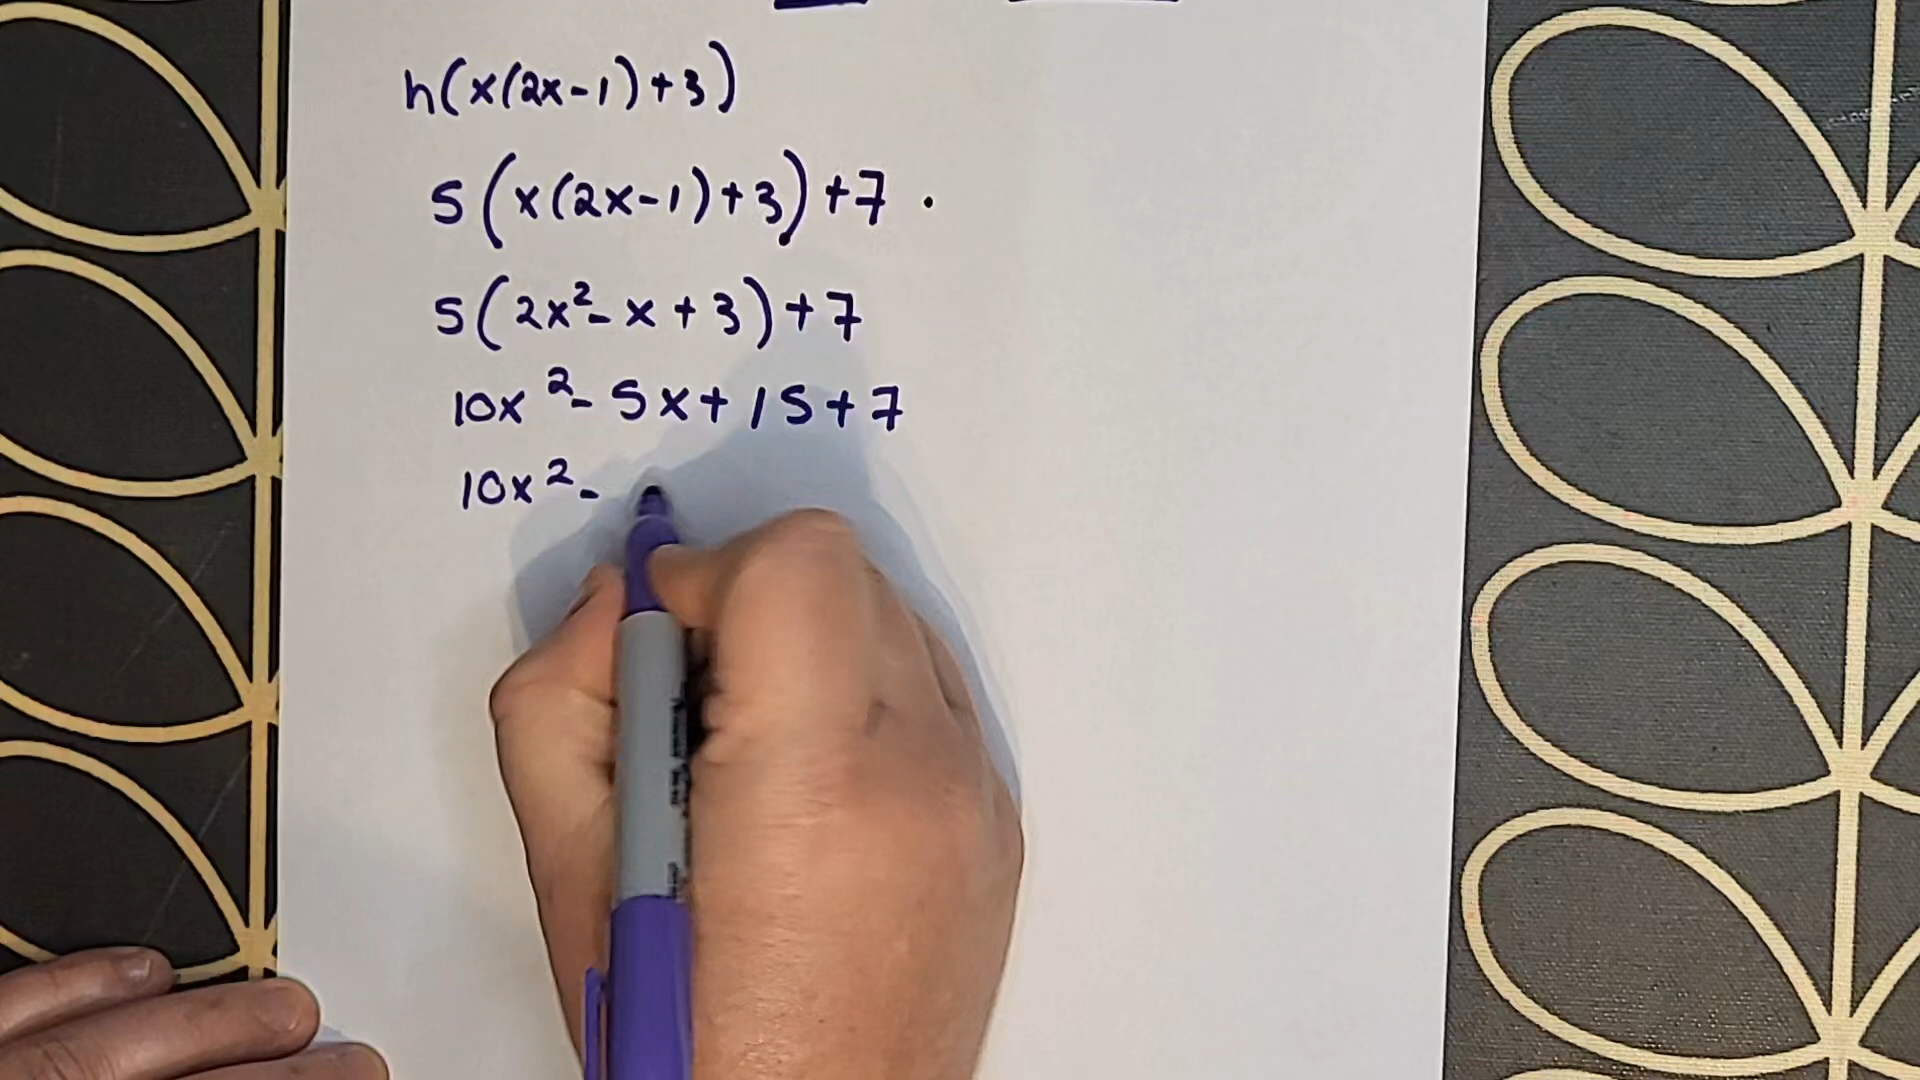 h(x(2x-1)+3)
5(x(2x-1)+3)+7 .
5(2x²-x+3)+7
10x²-5x+15+7
10x²-